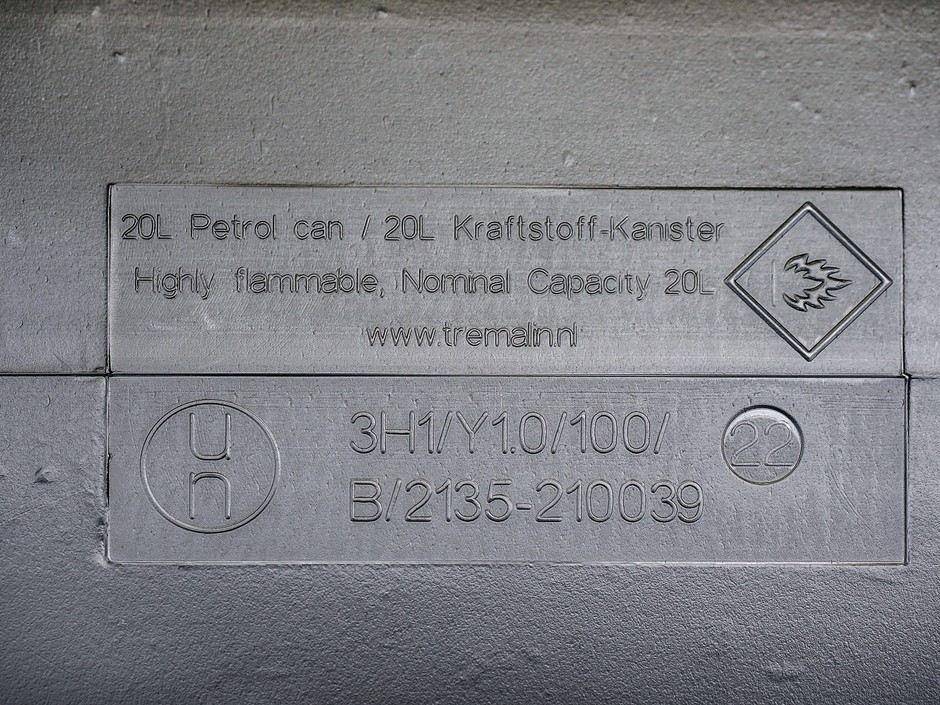 20L Petrol can / 20L Kraftstoff-Kanister
Highly flammable, Nominal Capacity 20L
www.tremalin.nl
u
n
3H1/Y1.0/100/
B/2135-210039
22